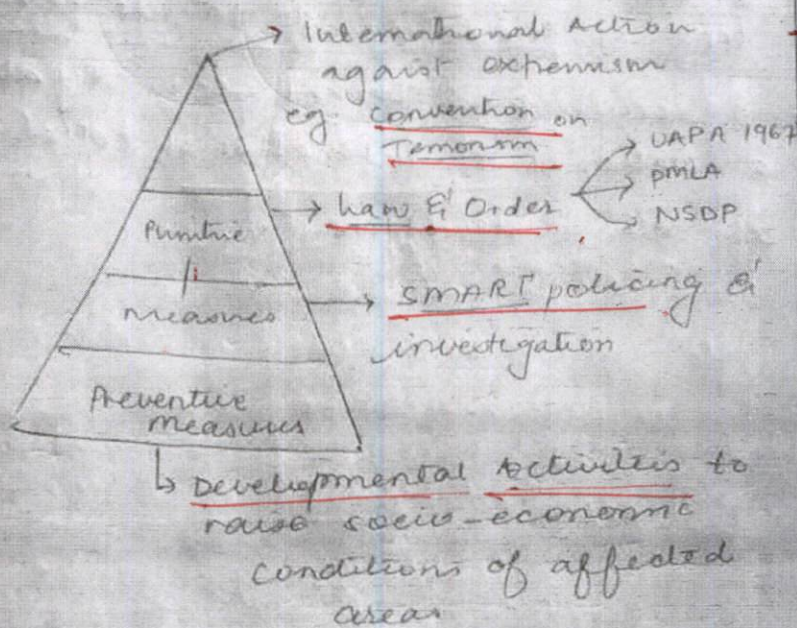 International Action
against extremism
eg. Convention on
Terrorism
UAPA 1967
PMLA
NSDP
Law & Order
Punitive
measures
SMART policing &
investigation
Preventive
measures
Developmental Activities to
raise socio-economic
conditions of affected
areas